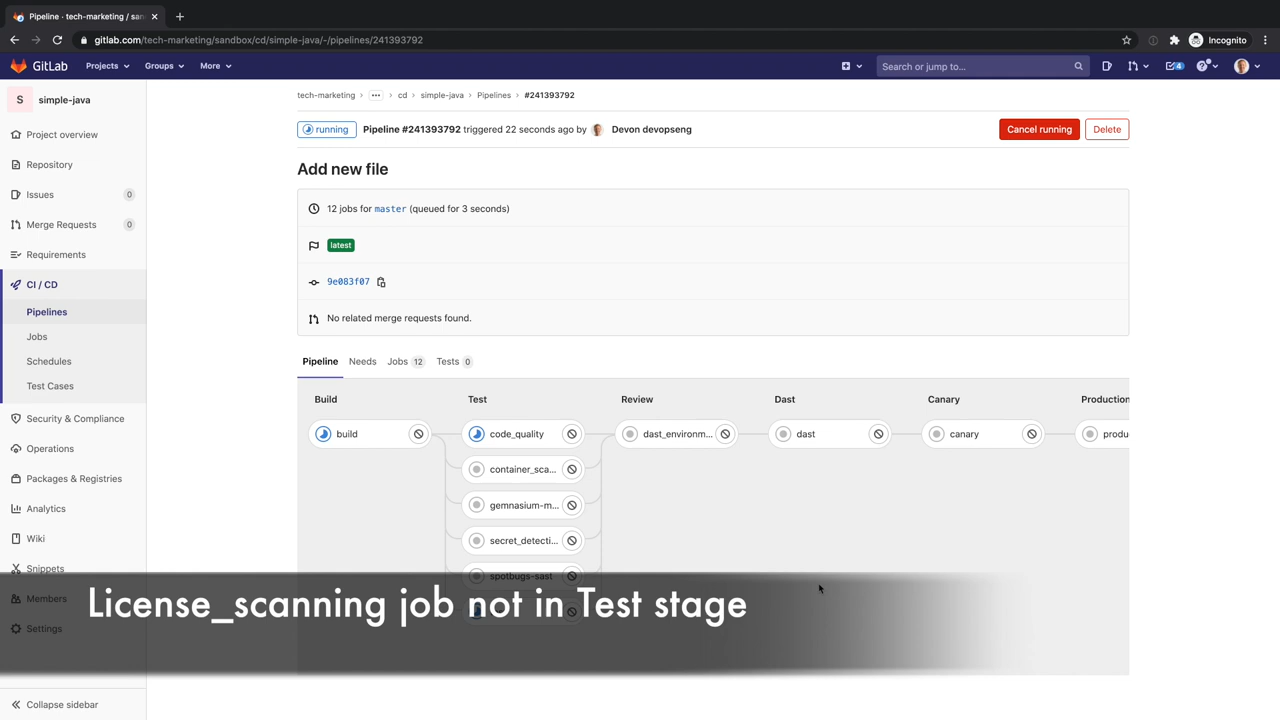 Pipeline · tech-marketing / san
gitlab.com/tech-marketing/sandbox/cd/simple-java/-/pipelines/241393792
Incognito
GitLab
Projects
Groups
More
Search or jump to...
4
S
simple-java
Project overview
Repository
Issues
0
Merge Requests
0
Requirements
CI / CD
Pipelines
Jobs
Schedules
Test Cases
Security & Compliance
Operations
Packages & Registries
Analytics
Wiki
Snippets
Members
Settings
Collapse sidebar
tech-marketing > ... > cd > simple-java > Pipelines > #241393792
running
Pipeline #241393792 triggered 22 seconds ago by Devon devopseng
Cancel running
Delete
Add new file
12 jobs for master (queued for 3 seconds)
latest
9e083f07
No related merge requests found.
Pipeline
Needs
Jobs 12
Tests 0
Build
Test
Review
Dast
Canary
Production
build
code_quality
dast_environm...
dast
canary
produ
container_sca...
gemnasium-m...
secret_detecti...
spotbugs-sast
License_scanning job not in Test stage